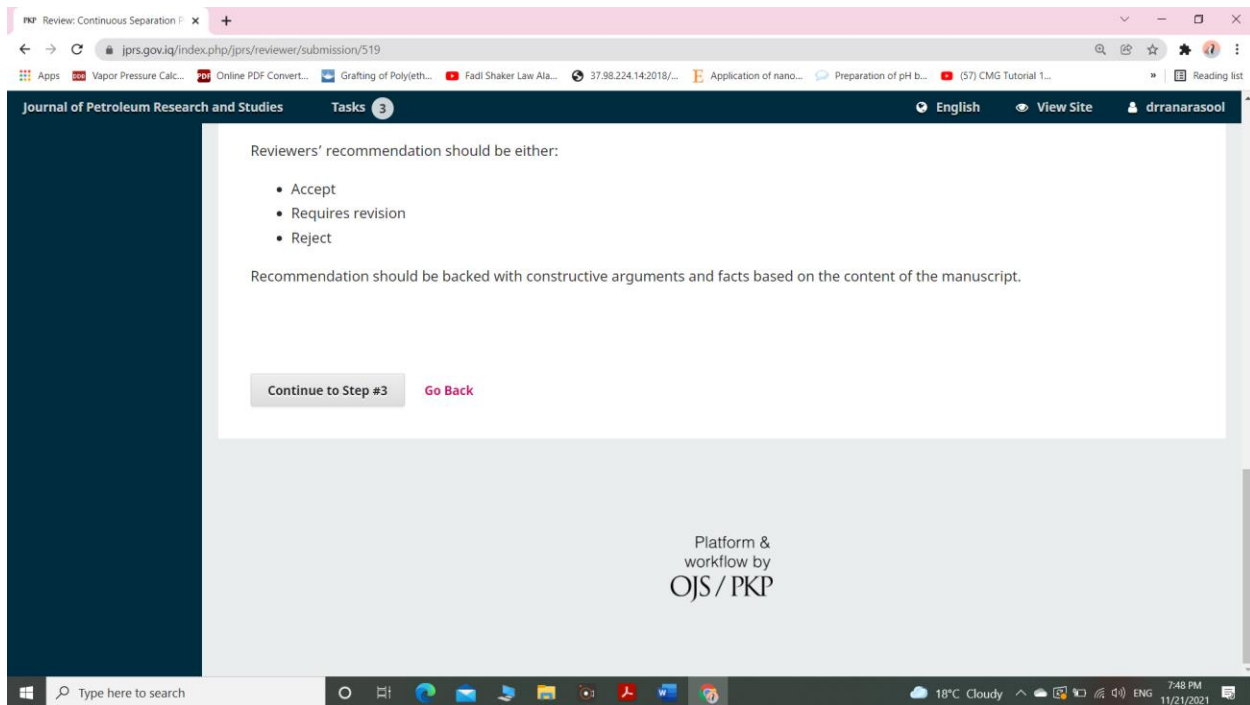 PKP Review: Continuous Separation P
jprs.gov.iq/index.php/jprs/reviewer/submission/519
Apps Vapor Pressure Calc... Online PDF Convert... Grafting of Poly(eth... Fadl Shaker Law Ala... 37.98.224.14:2018/... Application of nano... Preparation of pH b... (57) CMG Tutorial 1... » Reading list
Journal of Petroleum Research and Studies Tasks 3 English View Site drranarasool
Reviewers' recommendation should be either:
• Accept
• Requires revision
• Reject
Recommendation should be backed with constructive arguments and facts based on the content of the manuscript.
Continue to Step #3 Go Back
Platform &
workflow by
OJS / PKP
Type here to search 18°C Cloudy ENG 7:48 PM
11/21/2021